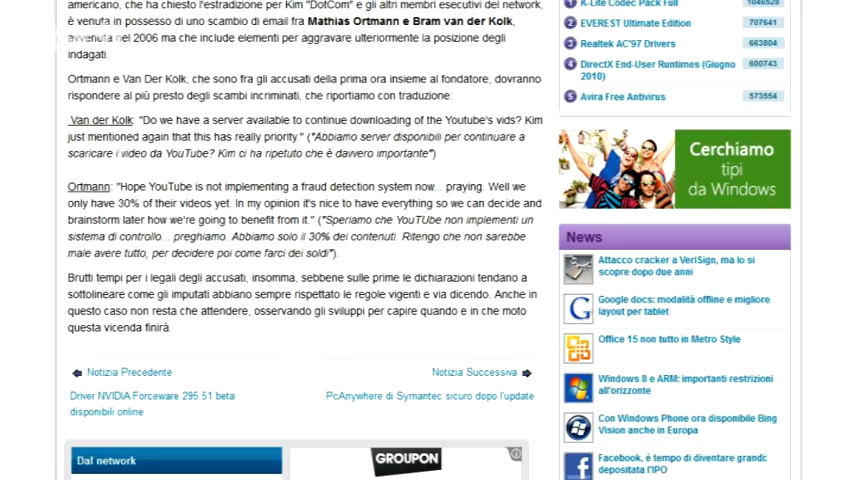 americano, che ha chiesto l'estradizione per Kim "DotCom" e gli altri membri esecutivi del network,
è venuta in possesso di uno scambio di email fra Mathias Ortmann e Bram van der Kolk,
avvenuta nel 2006 ma che include elementi per aggravare ulteriormente la posizione degli
indagati.
Ortmann e Van Der Kolk, che sono fra gli accusati della prima ora insieme al fondatore, dovranno
rispondere al più presto degli scambi incriminati, che riportiamo con traduzione:
Van der Kolk: "Do we have a server available to continue downloading of the Youtube's vids? Kim
just mentioned again that this has really priority." ("Abbiamo server disponibili per continuare a
scaricare i video da YouTube? Kim ci ha ripetuto che è davvero importante")
Ortmann: "Hope YouTube is not implementing a fraud detection system now... praying. Well we
only have 30% of their videos yet. In my opinion it's nice to have everything so we can decide and
brainstorm later how we're going to benefit from it." ("Speriamo che YouTUbe non implementi un
sistema di controllo... preghiamo. Abbiamo solo il 30% dei contenuti. Ritengo che non sarebbe
male avere tutto, per decidere poi come farci dei soldi").
Brutti tempi per i legali degli accusati, insomma, sebbene sulle prime le dichiarazioni tendano a
sottolineare come gli imputati abbiano sempre rispettato le regole vigenti e via dicendo. Anche in
questo caso non resta che attendere, osservando gli sviluppi per capire quando e in che moto
questa vicenda finirà.
Notizia Precedente
Notizia Successiva
Driver NVIDIA Forceware 295.51 beta
disponibili online
PcAnywhere di Symantec sicuro dopo l'update
Dal network
GROUPON
1 K-Lite Codec Pack Full 1046528
2 EVEREST Ultimate Edition 707641
3 Realtek AC'97 Drivers 663804
4 DirectX End-User Runtimes (Giugno 600743
2010)
5 Avira Free Antivirus 573554
Cerchiamo
tipi
da Windows
News
Attacco cracker a VeriSign, ma lo si
scopre dopo due anni
Google docs: modalità offline e migliore
layout per tablet
Office 15 non tutto in Metro Style
Windows 8 e ARM: importanti restrizioni
all'orizzonte
Con Windows Phone ora disponibile Bing
Vision anche in Europa
Facebook, è tempo di diventare grandi:
depositata l'IPO